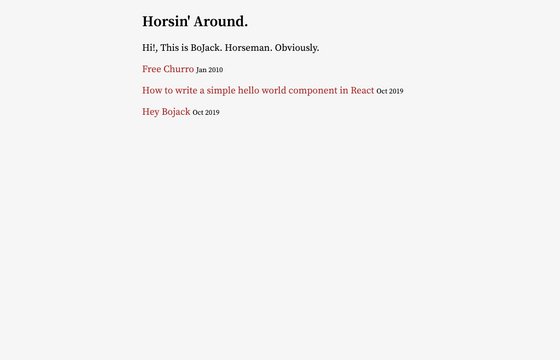 Horsin' Around.
Hi!, This is BoJack. Horseman. Obviously.
Free Churro Jan 2010
How to write a simple hello world component in React Oct 2019
Hey Bojack Oct 2019